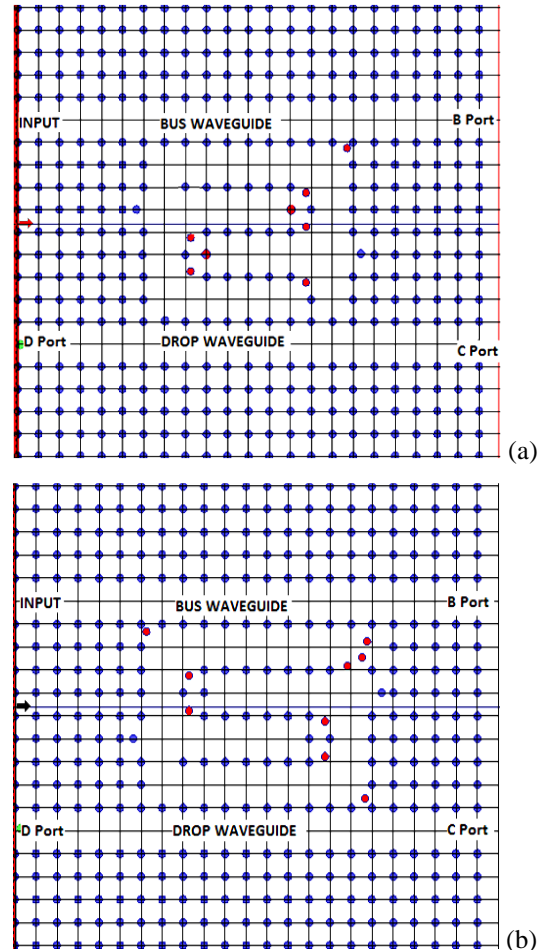 INPUT BUS WAVEGUIDE B Port
D Port DROP WAVEGUIDE C Port
(a)
INPUT BUS WAVEGUIDE B Port
D Port DROP WAVEGUIDE C Port
(b)